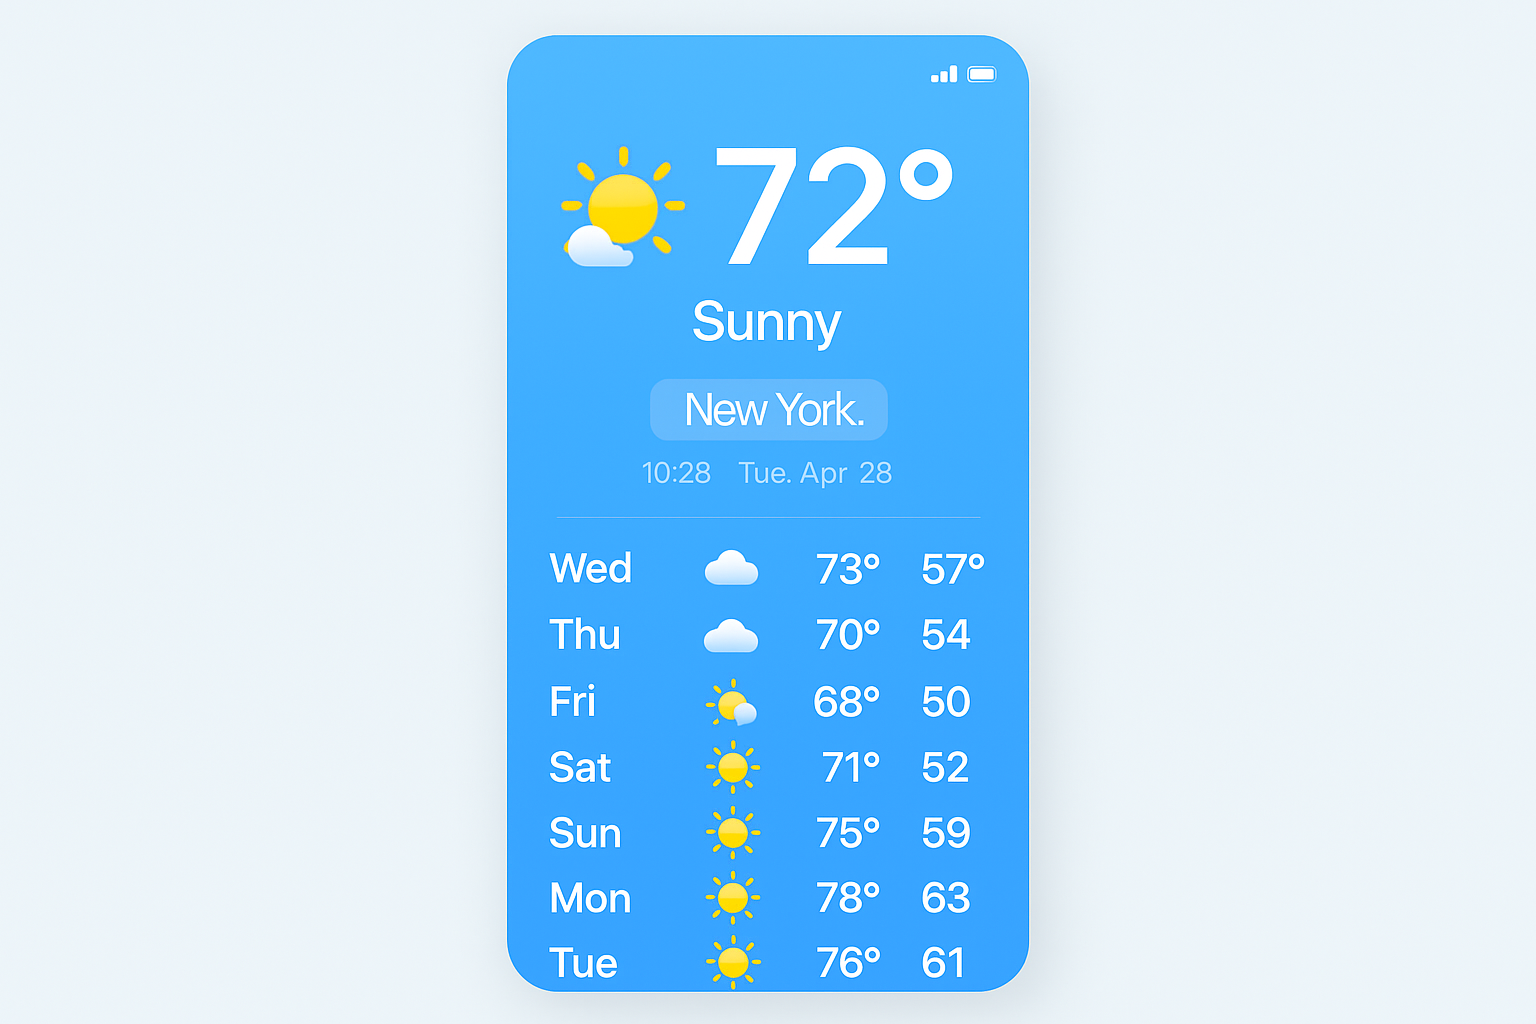 72°
Sunny
New York.
10:28 Tue. Apr 28
Wed 73° 57°
Thu 70° 54
Fri 68° 50
Sat 71° 52
Sun 75° 59
Mon 78° 63
Tue 76° 61